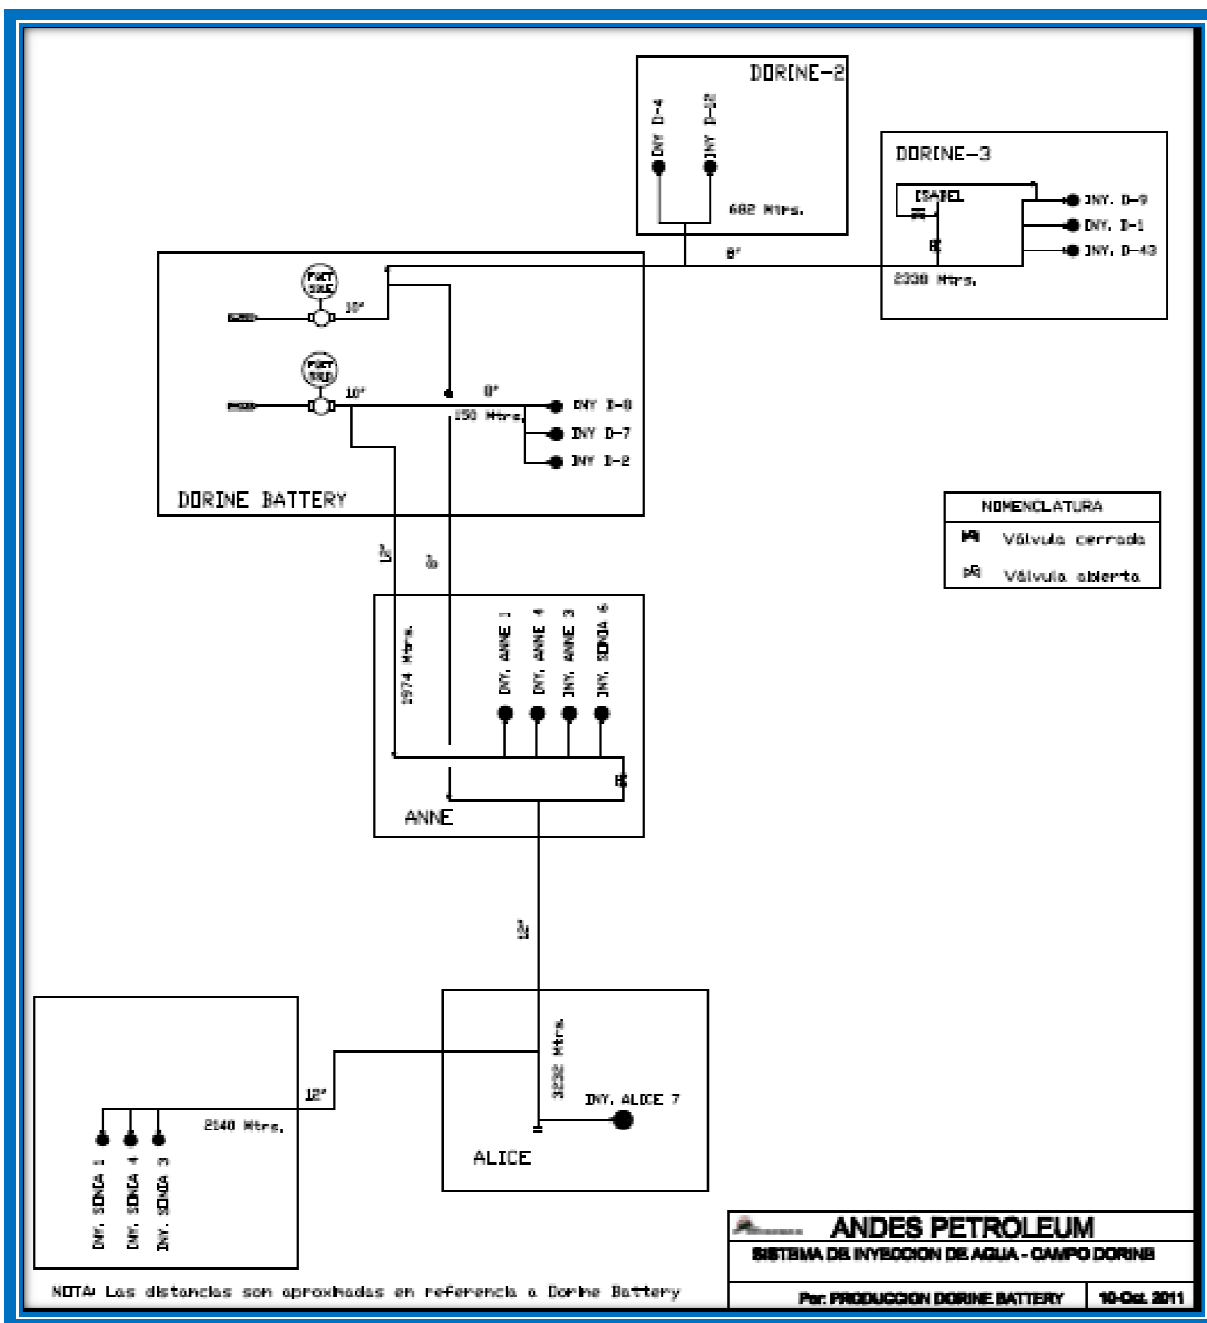 DORINE-2
INY D-4
INY D-12
682 Mtrs.
DORINE-3
ISABEL
INY. D-9
INY. D-1
INY. D-43
8"
2338 Mtrs.
10"
10"
8"
150 Mtrs.
INY D-8
INY D-7
INY D-2
DORINE BATTERY
NOMENCLATURA
Válvula cerrada
Válvula abierta
12"
8"
1974 Mtrs.
INY. ANNE 1
INY. ANNE 4
INY. ANNE 3
INY. SONIA 6
ANNE
12"
3232 Mtrs.
INY. ALICE 7
ALICE
12"
2140 Mtrs.
INY. SONIA 1
INY. SONIA 4
INY. SONIA 3
ANDES PETROLEUM
SISTEMA DE INYECCION DE AGUA - CAMPO DORINE
NOTA: Las distancias son aproximadas en referencia a Dorine Battery
Por: PRODUCCION DORINE BATTERY
10-Oct. 2011